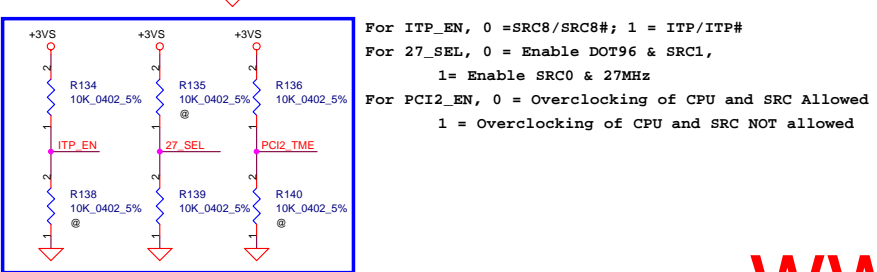 +3VS +3VS +3VS
2 2 2
R134 R135 R136
10K_0402_5% 10K_0402_5% 10K_0402_5%
@
1 1 1
ITP_EN 27_SEL PCI2_TME
2 2 2
R138 R139 R140
10K_0402_5% 10K_0402_5% 10K_0402_5%
@ @
1 1 1
For ITP_EN, 0 =SRC8/SRC8#; 1 = ITP/ITP#
For 27_SEL, 0 = Enable DOT96 & SRC1,
1= Enable SRC0 & 27MHz
For PCI2_EN, 0 = Overclocking of CPU and SRC Allowed
1 = Overclocking of CPU and SRC NOT allowed